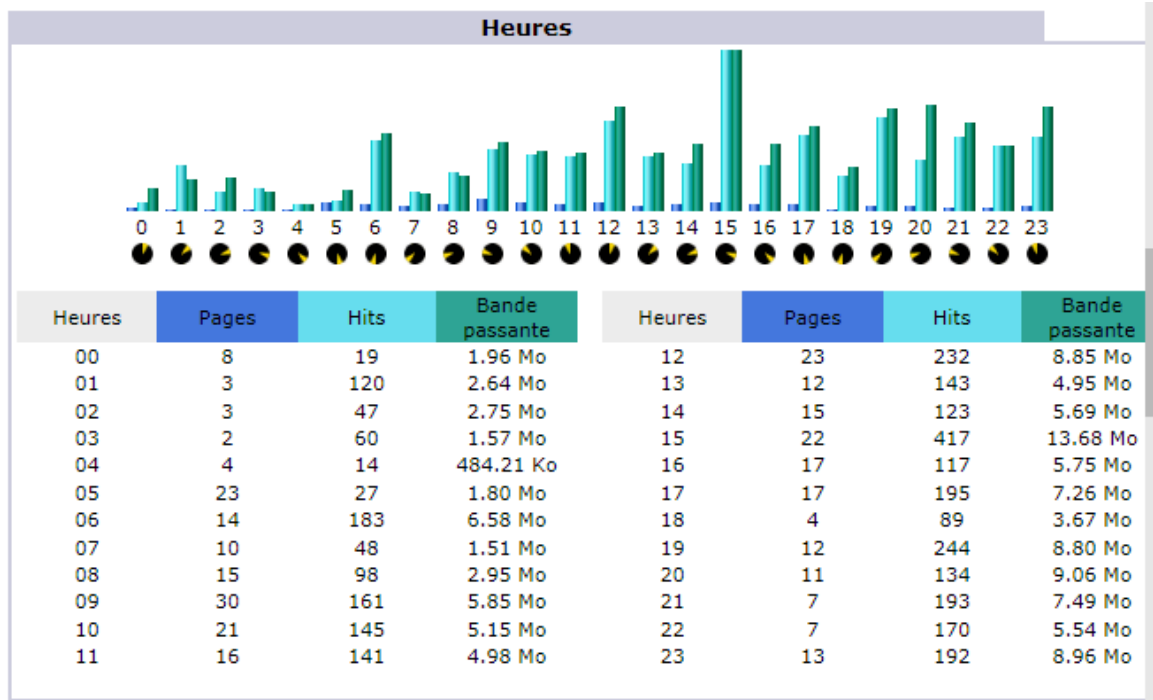 Heures
0 1 2 3 4 5 6 7 8 9 10 11 12 13 14 15 16 17 18 19 20 21 22 23
Heures Pages Hits Bande passante Heures Pages Hits Bande passante
00 8 19 1.96 Mo 12 23 232 8.85 Mo
01 3 120 2.64 Mo 13 12 143 4.95 Mo
02 3 47 2.75 Mo 14 15 123 5.69 Mo
03 2 60 1.57 Mo 15 22 417 13.68 Mo
04 4 14 484.21 Ko 16 17 117 5.75 Mo
05 23 27 1.80 Mo 17 17 195 7.26 Mo
06 14 183 6.58 Mo 18 4 89 3.67 Mo
07 10 48 1.51 Mo 19 12 244 8.80 Mo
08 15 98 2.95 Mo 20 11 134 9.06 Mo
09 30 161 5.85 Mo 21 7 193 7.49 Mo
10 21 145 5.15 Mo 22 7 170 5.54 Mo
11 16 141 4.98 Mo 23 13 192 8.96 Mo